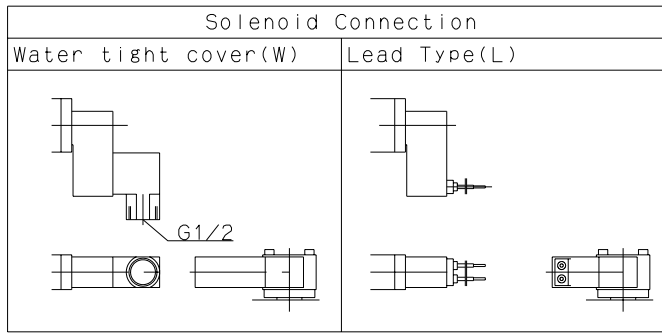 Solenoid Connection
Water tight cover(W)
Lead Type(L)
G1/2